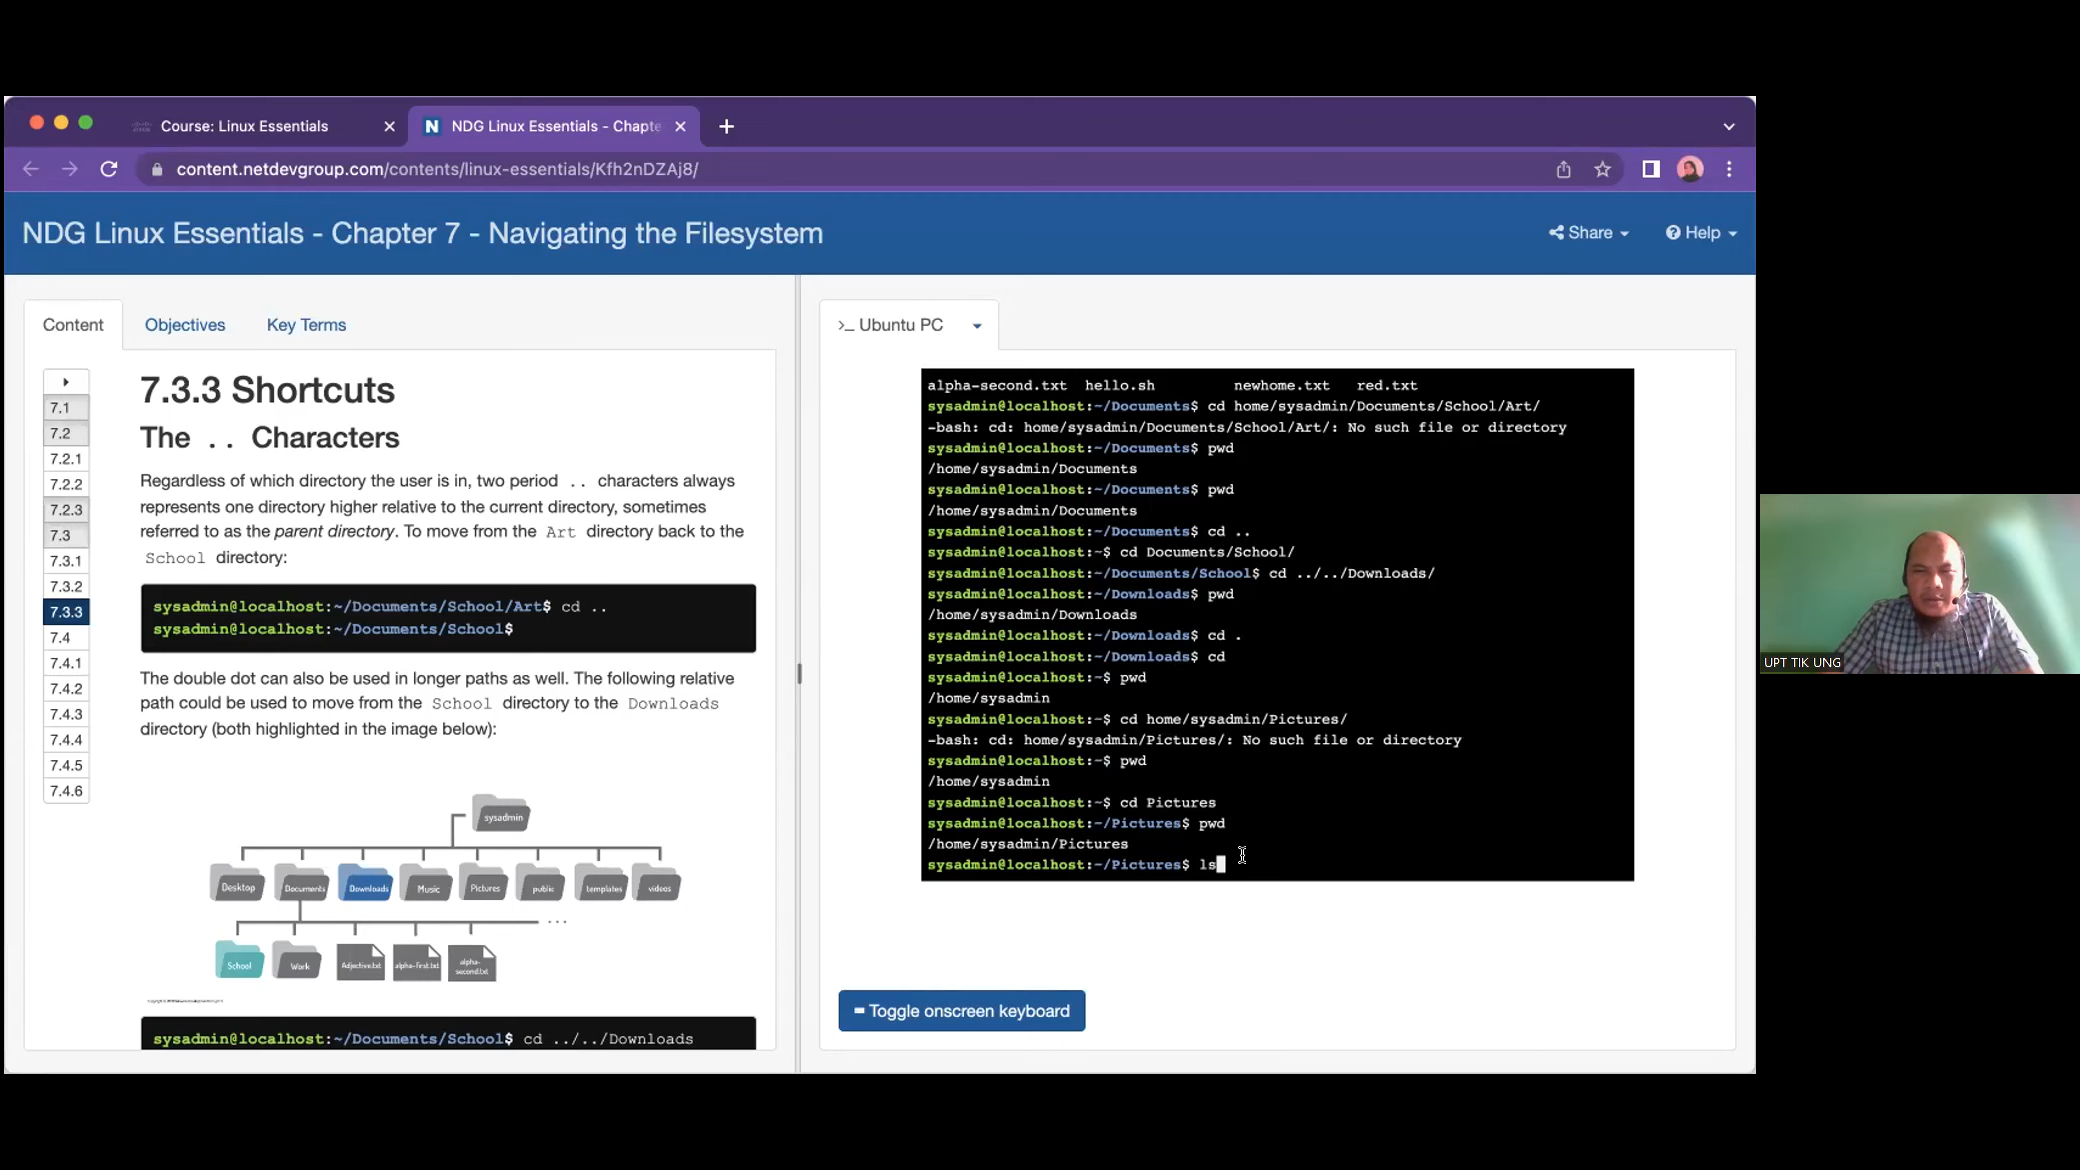 Course: Linux Essentials
NDG Linux Essentials - Chapte
content.netdevgroup.com/contents/linux-essentials/Kfh2nDZAj8/
NDG Linux Essentials - Chapter 7 - Navigating the Filesystem
Share
Help
Content
Objectives
Key Terms
7.1
7.2
7.2.1
7.2.2
7.2.3
7.3
7.3.1
7.3.2
7.3.3
7.4
7.4.1
7.4.2
7.4.3
7.4.4
7.4.5
7.4.6
7.3.3 Shortcuts
The .. Characters
Regardless of which directory the user is in, two period .. characters always
represents one directory higher relative to the current directory, sometimes
referred to as the parent directory. To move from the Art directory back to the
School directory:
sysadmin@localhost:~/Documents/School/Art$ cd ..
sysadmin@localhost:~/Documents/School$
The double dot can also be used in longer paths as well. The following relative
path could be used to move from the School directory to the Downloads
directory (both highlighted in the image below):
sysadmin
Desktop Documents Downloads Music Pictures public templates videos
...
School Work Adjective.txt alpha-first.txt alpha-second.txt
sysadmin@localhost:~/Documents/School$ cd ../../Downloads
>_ Ubuntu PC
alpha-second.txt hello.sh newhome.txt red.txt
sysadmin@localhost:~/Documents$ cd home/sysadmin/Documents/School/Art/
-bash: cd: home/sysadmin/Documents/School/Art/: No such file or directory
sysadmin@localhost:~/Documents$ pwd
/home/sysadmin/Documents
sysadmin@localhost:~/Documents$ pwd
/home/sysadmin/Documents
sysadmin@localhost:~/Documents$ cd ..
sysadmin@localhost:~$ cd Documents/School/
sysadmin@localhost:~/Documents/School$ cd ../../Downloads/
sysadmin@localhost:~/Downloads$ pwd
/home/sysadmin/Downloads
sysadmin@localhost:~/Downloads$ cd .
sysadmin@localhost:~/Downloads$ cd
sysadmin@localhost:~$ pwd
/home/sysadmin
sysadmin@localhost:~$ cd home/sysadmin/Pictures/
-bash: cd: home/sysadmin/Pictures/: No such file or directory
sysadmin@localhost:~$ pwd
/home/sysadmin
sysadmin@localhost:~$ cd Pictures
sysadmin@localhost:~/Pictures$ pwd
/home/sysadmin/Pictures
sysadmin@localhost:~/Pictures$ ls
Toggle onscreen keyboard
UPT TIK UNG